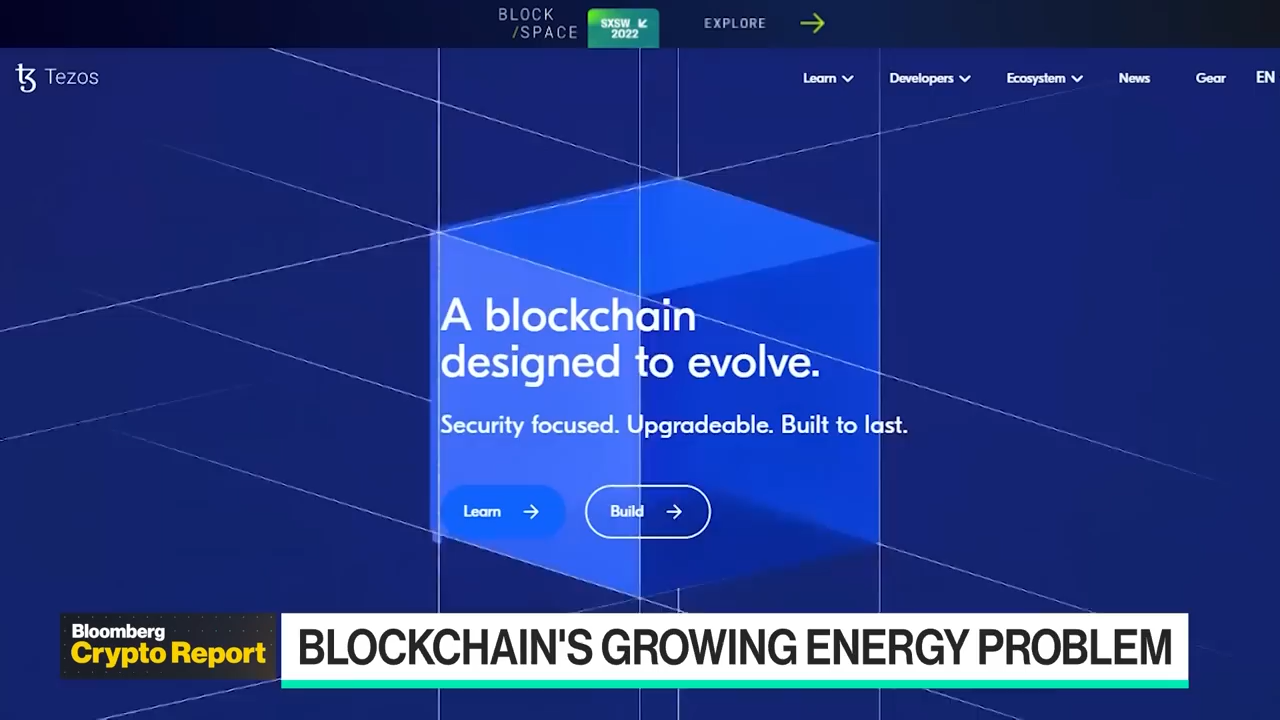 BLOCK
/SPACE
SXSW
2022
EXPLORE
Tezos
Learn
Developers
Ecosystem
News
Gear
EN
A blockchain
designed to evolve.
Security focused. Upgradeable. Built to last.
Learn
Build
Bloomberg
Crypto Report
BLOCKCHAIN'S GROWING ENERGY PROBLEM